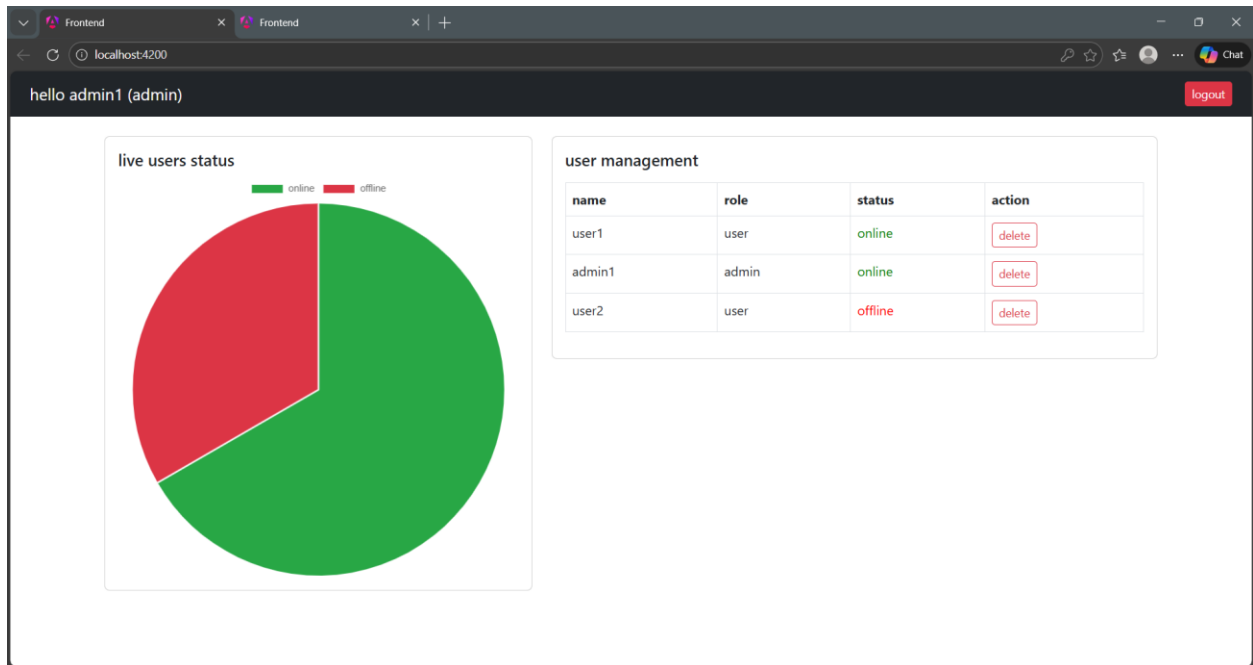 Frontend
Frontend
localhost:4200
Chat
hello admin1 (admin)
logout
live users status
online offline
user management
name role status action
user1 user online delete
admin1 admin online delete
user2 user offline delete